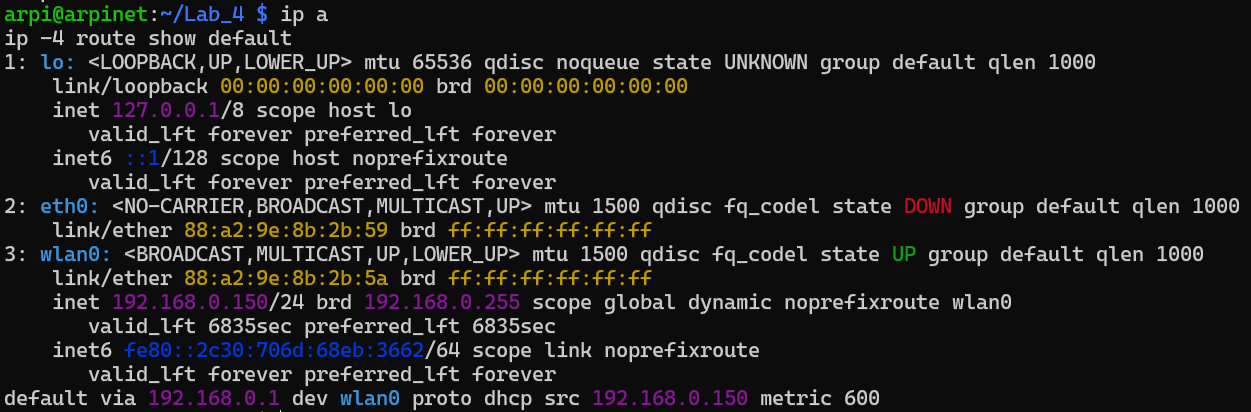 arpi@arpinet:~/Lab_4 $ ip a
ip -4 route show default
1: lo: <LOOPBACK,UP,LOWER_UP> mtu 65536 qdisc noqueue state UNKNOWN group default qlen 1000
    link/loopback 00:00:00:00:00:00 brd 00:00:00:00:00:00
    inet 127.0.0.1/8 scope host lo
       valid_lft forever preferred_lft forever
    inet6 ::1/128 scope host noprefixroute
       valid_lft forever preferred_lft forever
2: eth0: <NO-CARRIER,BROADCAST,MULTICAST,UP> mtu 1500 qdisc fq_codel state DOWN group default qlen 1000
    link/ether 88:a2:9e:8b:2b:59 brd ff:ff:ff:ff:ff:ff
3: wlan0: <BROADCAST,MULTICAST,UP,LOWER_UP> mtu 1500 qdisc fq_codel state UP group default qlen 1000
    link/ether 88:a2:9e:8b:2b:5a brd ff:ff:ff:ff:ff:ff
    inet 192.168.0.150/24 brd 192.168.0.255 scope global dynamic noprefixroute wlan0
       valid_lft 6835sec preferred_lft 6835sec
    inet6 fe80::2c30:706d:68eb:3662/64 scope link noprefixroute
       valid_lft forever preferred_lft forever
default via 192.168.0.1 dev wlan0 proto dhcp src 192.168.0.150 metric 600